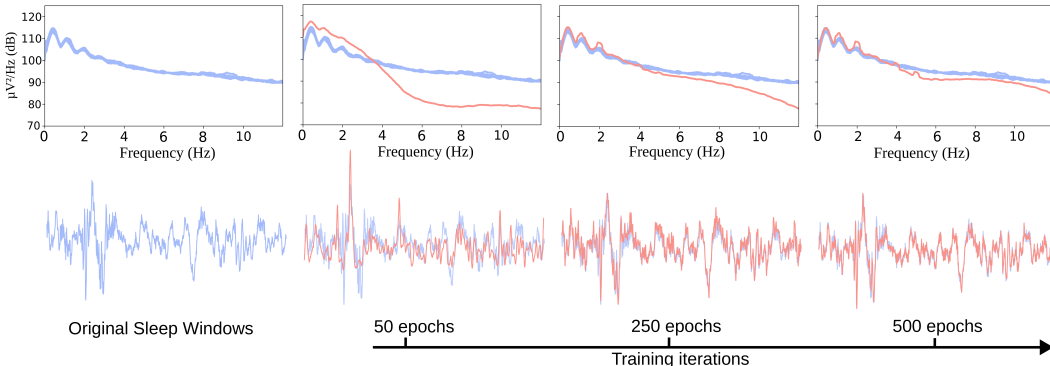 120
110
100
90
80
70
μV²/Hz (dB)
0 2 4 6 8 10
0 2 4 6 8 10
0 2 4 6 8 10
0 2 4 6 8 10
Frequency (Hz)
Frequency (Hz)
Frequency (Hz)
Frequency (Hz)
Original Sleep Windows
50 epochs
250 epochs
500 epochs
Training iterations